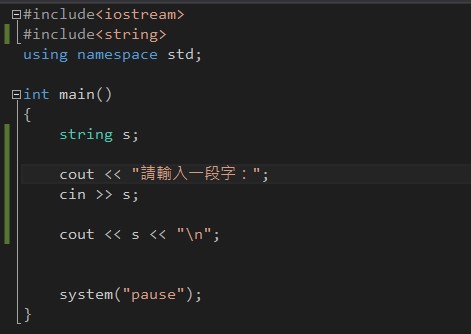 #include<iostream>
#include<string>
using namespace std;
int main()
{
string s;
cout << "請輸入一段字：";
cin >> s;
cout << s << "\n";
system("pause");
}